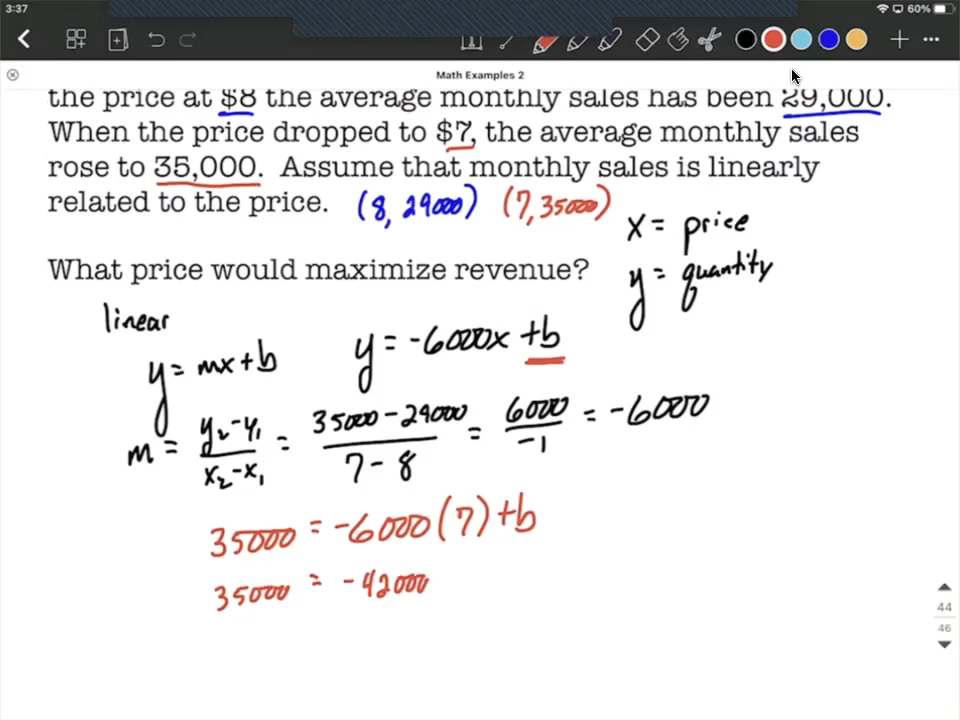 3:37
60%
Math Examples 2
the price at $8 the average monthly sales has been 29,000.
When the price dropped to $7, the average monthly sales
rose to 35,000. Assume that monthly sales is linearly
related to the price. (8, 29000) (7, 35000)
x = price
What price would maximize revenue?
y = quantity
linear
y = mx + b
y = -6000x + b
m = y₂-y₁/x₂-x₁ = 35000 - 29000/7 - 8 = 6000/-1 = -6000
35000 = -6000(7) + b
35000 = -42000
44
46